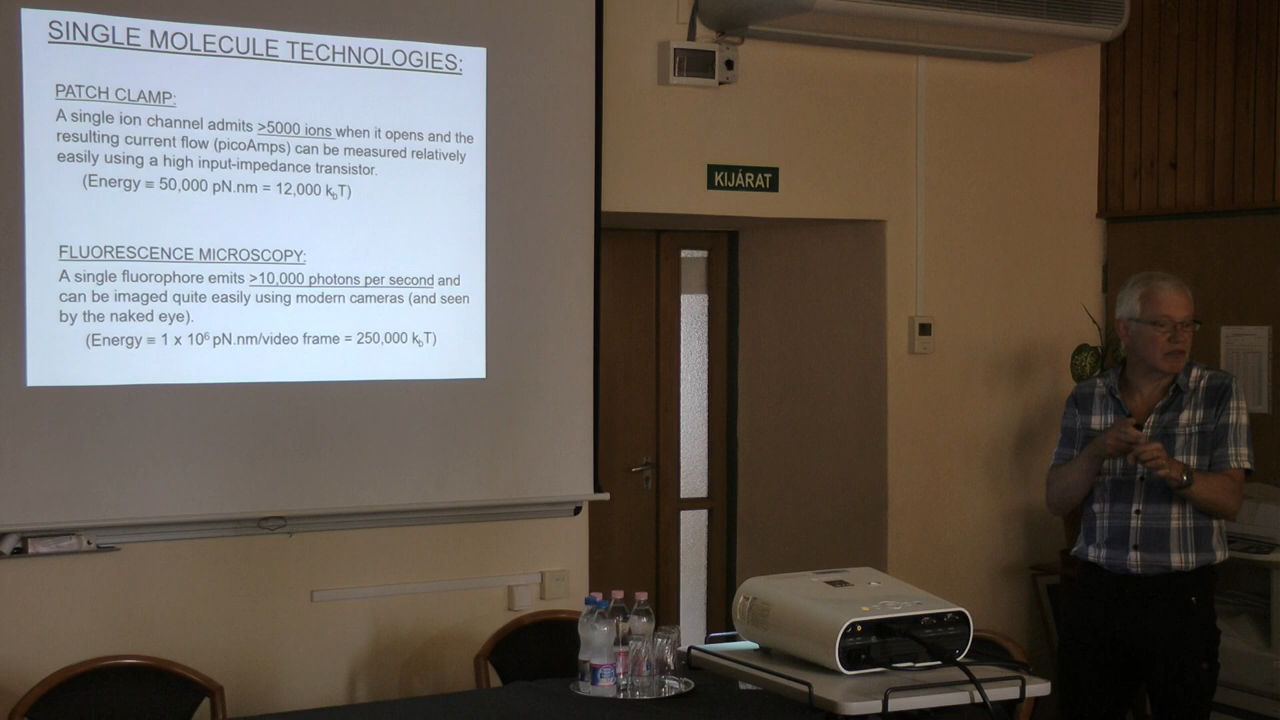 SINGLE MOLECULE TECHNOLOGIES:
PATCH CLAMP:
A single ion channel admits >5000 ions when it opens and the
resulting current flow (picoAmps) can be measured relatively
easily using a high input-impedance transistor.
(Energy ≡ 50,000 pN.nm = 12,000 kbT)
FLUORESCENCE MICROSCOPY:
A single fluorophore emits >10,000 photons per second and
can be imaged quite easily using modern cameras (and seen
by the naked eye).
(Energy ≡ 1 x 10⁶ pN.nm/video frame = 250,000 kbT)
KIJÁRAT